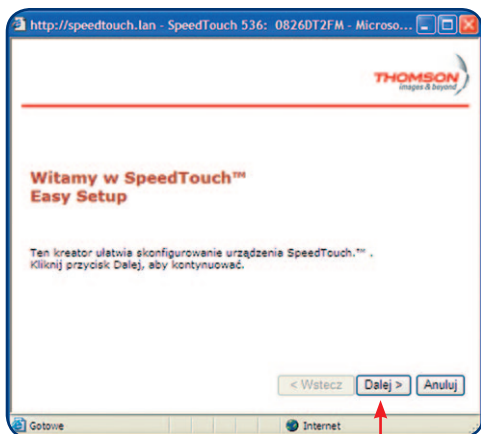 http://speedtouch.lan - SpeedTouch 536: 0826DT2FM - Microso...
THOMSON
images & beyond
Witamy w SpeedTouch™
Easy Setup
Ten kreator ułatwia skonfigurowanie urządzenia SpeedTouch.™ .
Kliknij przycisk Dalej, aby kontynuować.
< Wstecz Dalej > Anuluj
Gotowe Internet